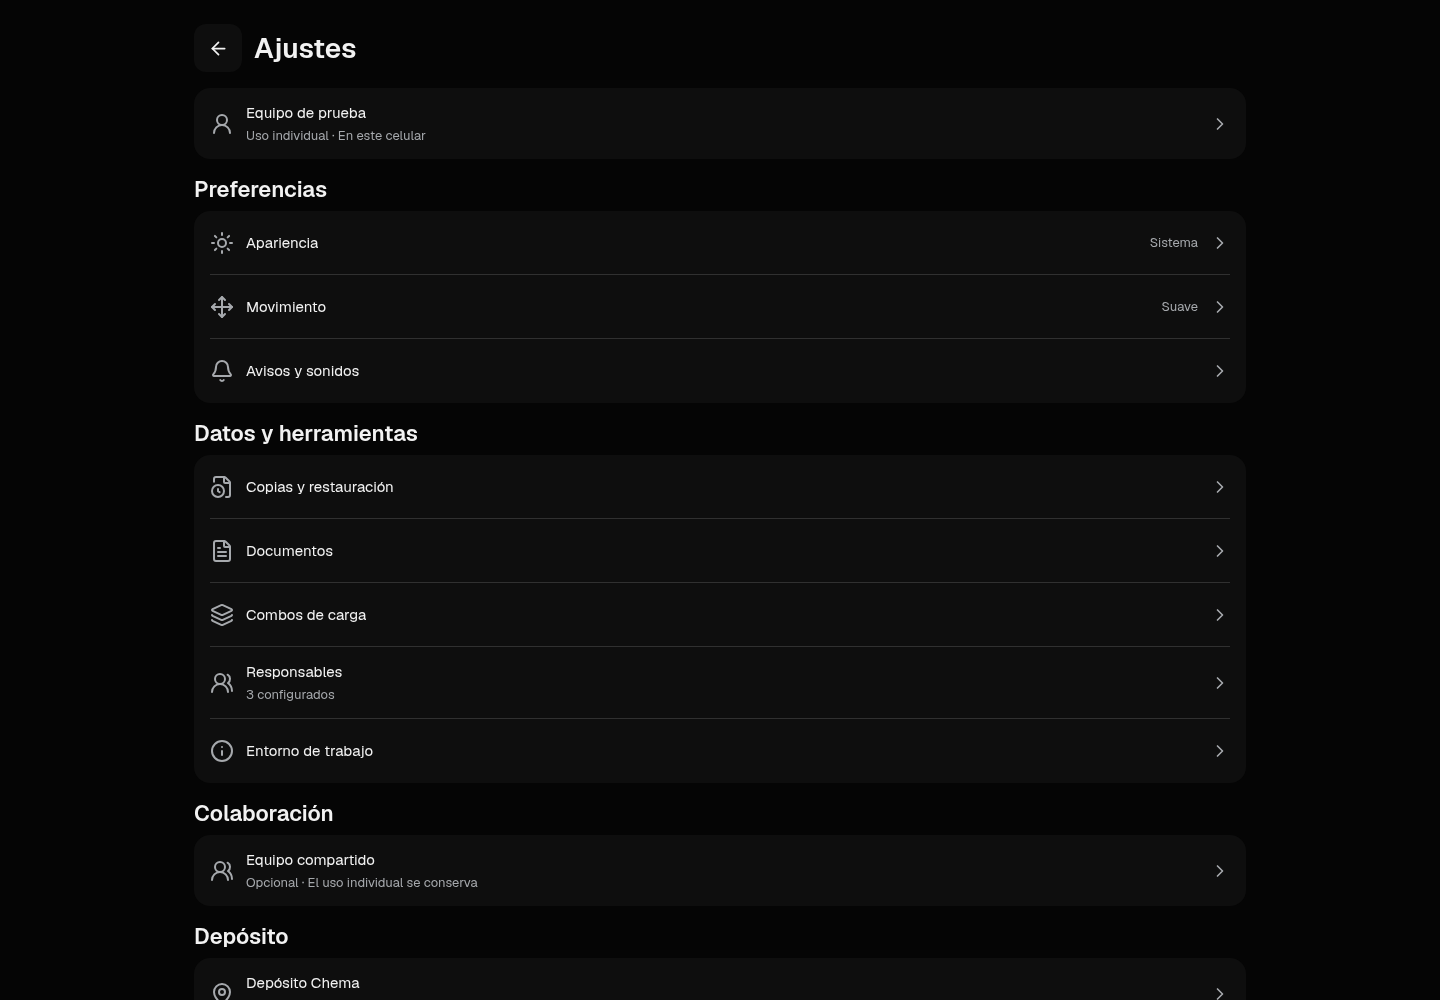 Ajustes
Equipo de prueba
Uso individual · En este celular
Preferencias
Apariencia
Sistema
Movimiento
Suave
Avisos y sonidos
Datos y herramientas
Copias y restauración
Documentos
Combos de carga
Responsables
3 configurados
Entorno de trabajo
Colaboración
Equipo compartido
Opcional · El uso individual se conserva
Depósito
Depósito Chema